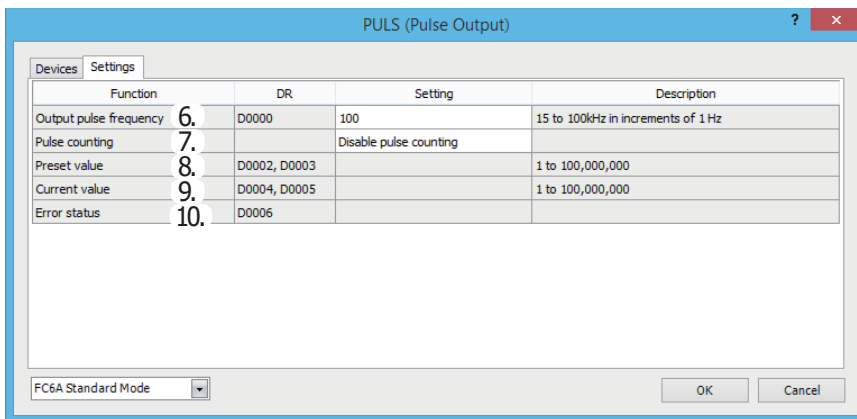 PULS (Pulse Output)
? ×
Devices Settings
Function DR Setting Description
Output pulse frequency 6. D0000 100 15 to 100kHz in increments of 1 Hz
Pulse counting 7. Disable pulse counting
Preset value 8. D0002, D0003 1 to 100,000,000
Current value 9. D0004, D0005 1 to 100,000,000
Error status 10. D0006
FC6A Standard Mode OK Cancel